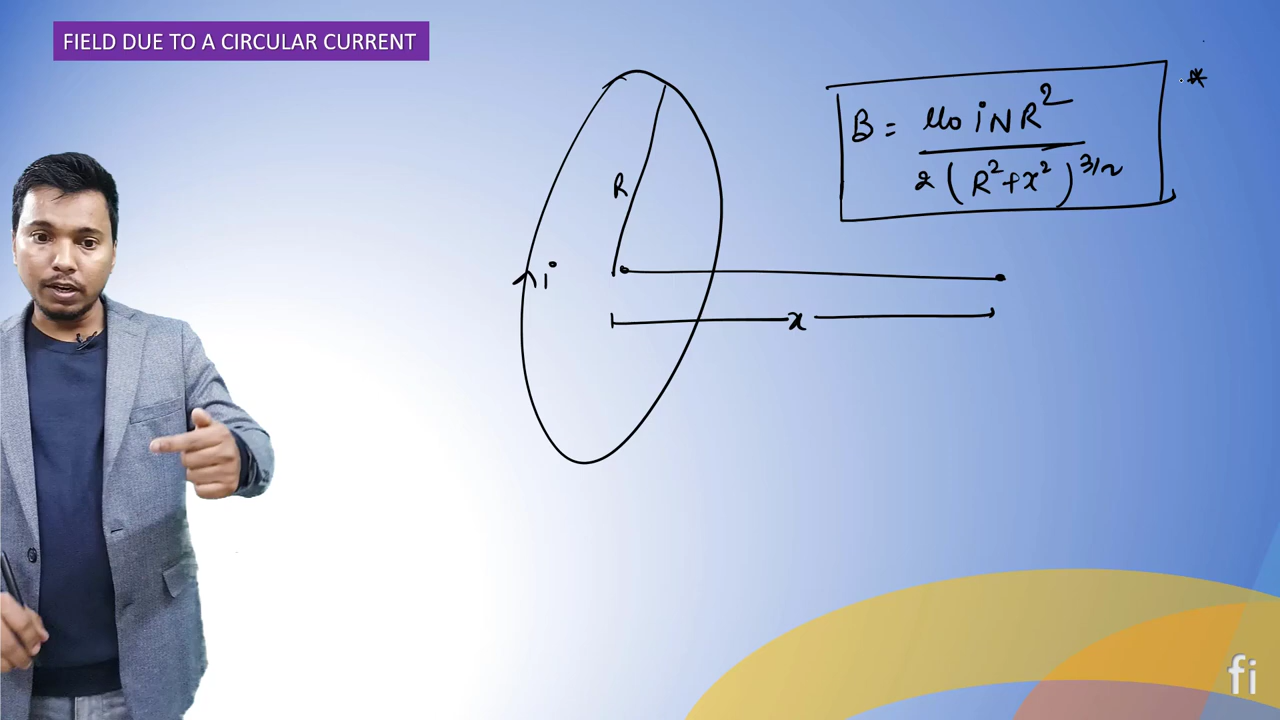 FIELD DUE TO A CIRCULAR CURRENT
B = μ₀ i N R² / 2 (R² + x²)^3/2 *
R
i
x
fi